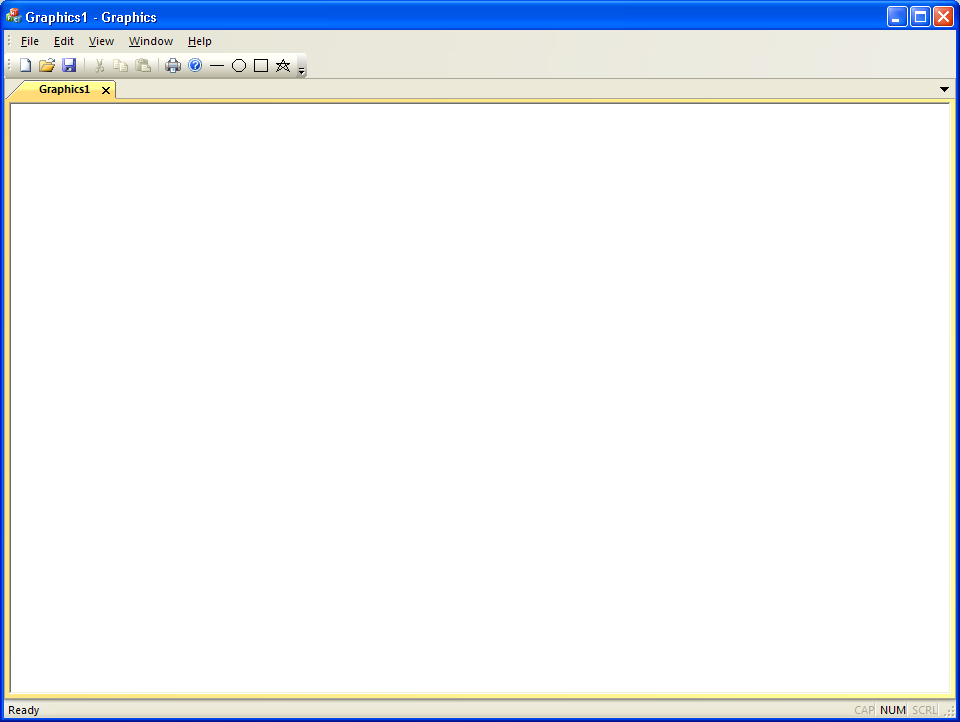 Graphics1 - Graphics
File Edit View Window Help
Graphics1
Ready CAP NUM SCRL